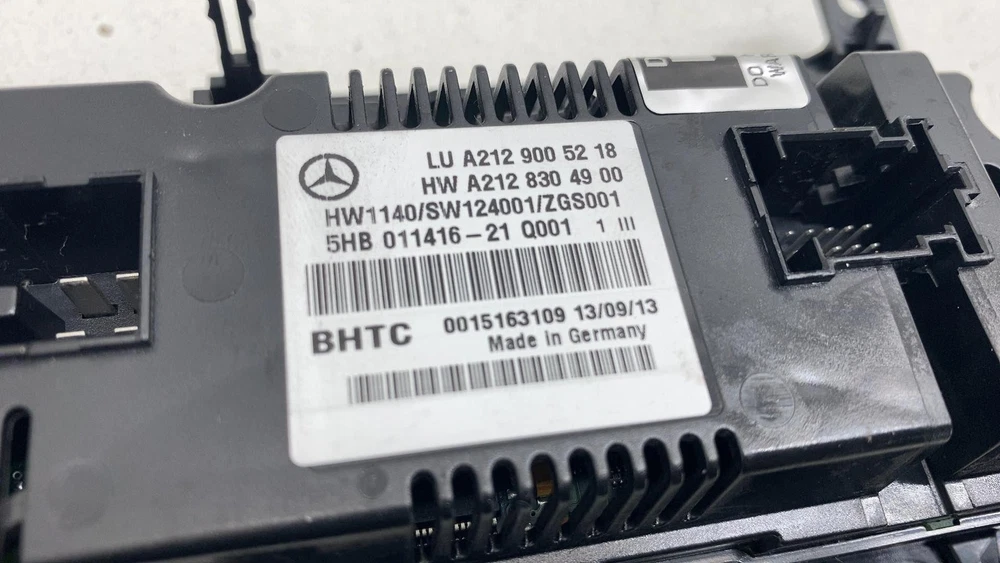 LU A212 900 52 18
HW A212 830 49 00
HW1140/SW124001/ZGS001
5HB 011416-21 Q001 1 III
BHTC 0015163109 13/09/13
Made in Germany
DO